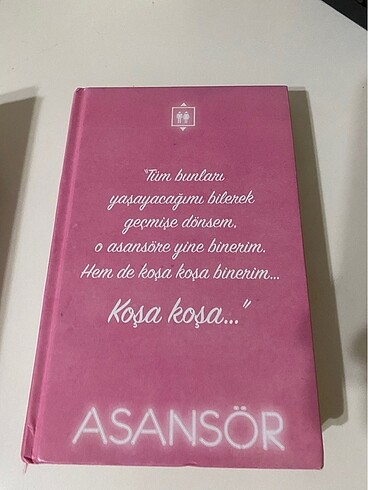 "Tüm bunları
yaşayacağımı bilerek
geçmişe dönsem,
o asansöre yine binerim.
Hem de koşa koşa binerim...
Koşa koşa..."
ASANSÖR